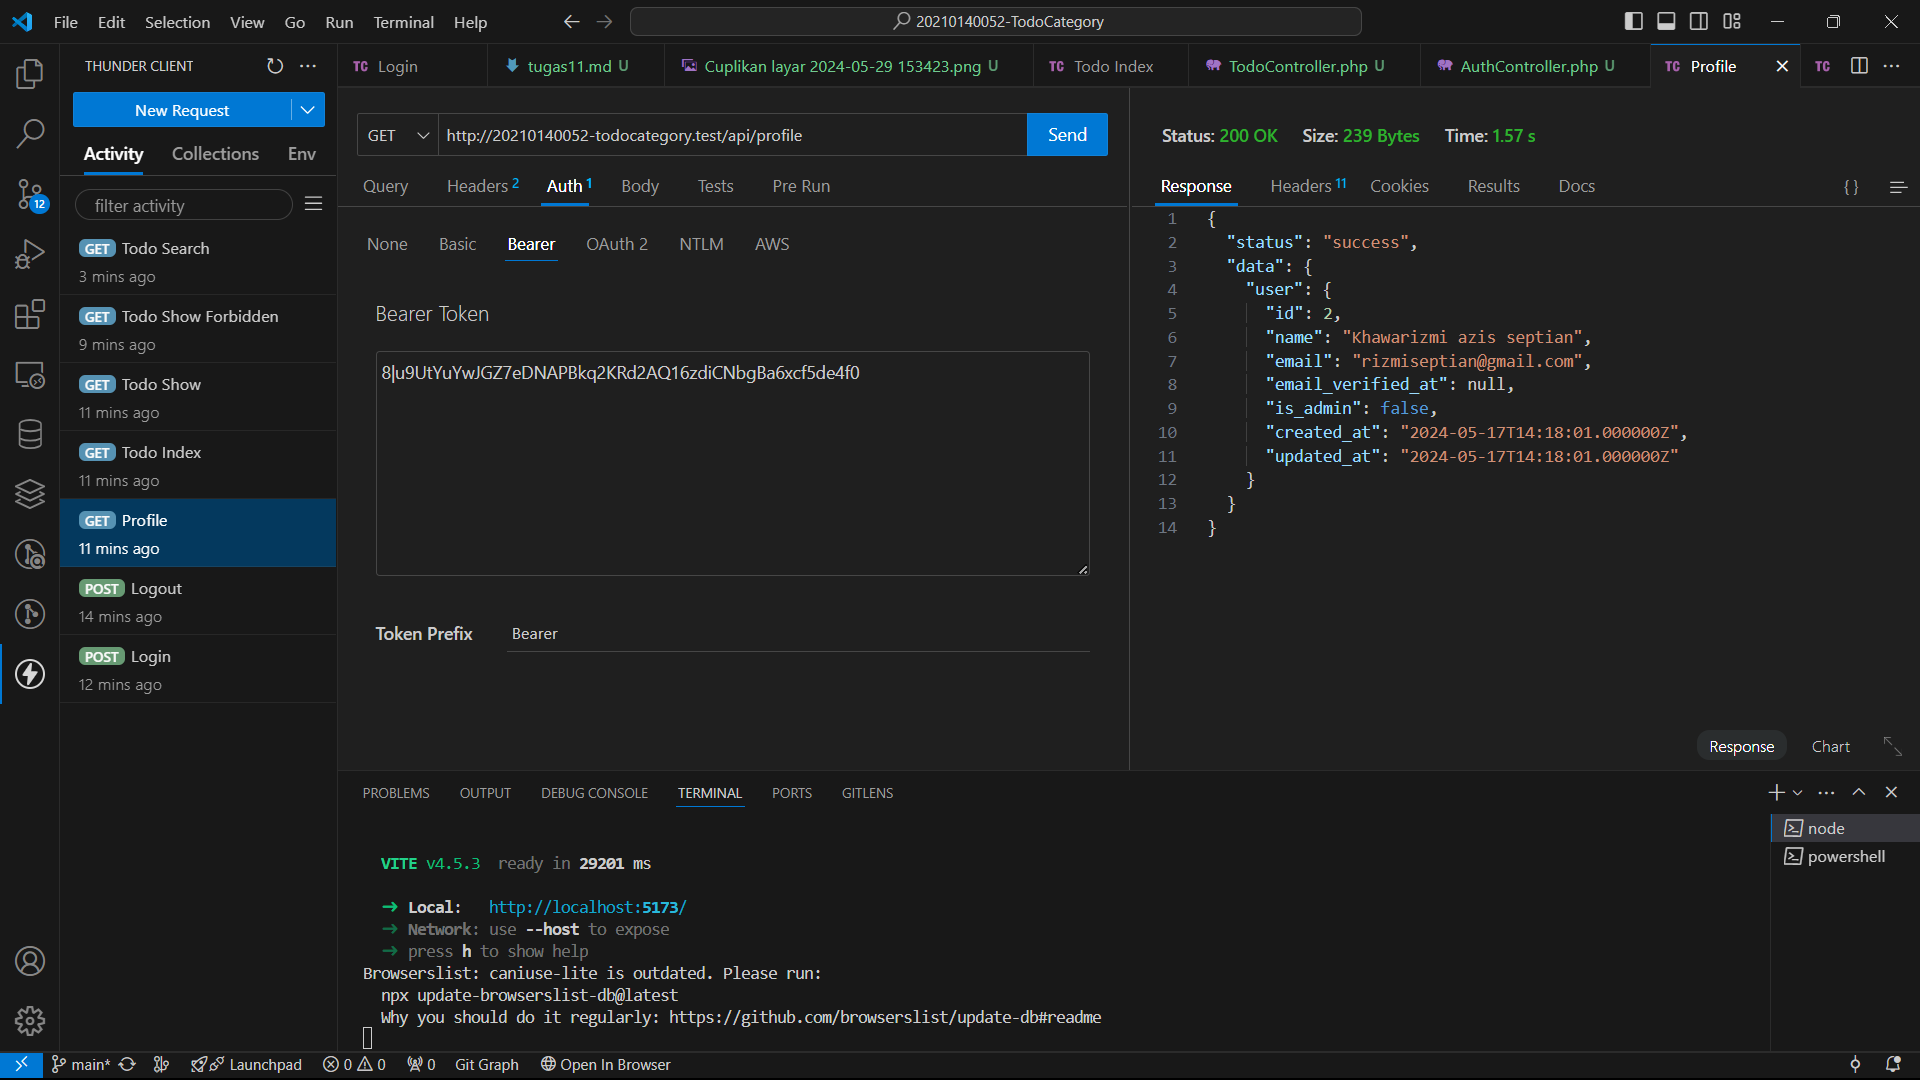 File Edit Selection View Go Run Terminal Help
20210140052-TodoCategory
THUNDER CLIENT
New Request
Activity Collections Env
filter activity
GET Todo Search
3 mins ago
GET Todo Show Forbidden
9 mins ago
GET Todo Show
11 mins ago
GET Todo Index
11 mins ago
GET Profile
11 mins ago
POST Logout
14 mins ago
POST Login
12 mins ago
12
TC Login
tugas11.md U
Cuplikan layar 2024-05-29 153423.png U
TC Todo Index
TodoController.php U
AuthController.php U
TC Profile
TC
GET http://20210140052-todocategory.test/api/profile Send
Query Headers 2 Auth 1 Body Tests Pre Run
None Basic Bearer OAuth 2 NTLM AWS
Bearer Token
8|u9UtYuYwJGZ7eDNAPBkq2KRd2AQ16zdiCNbgBa6xcf5de4f0
Token Prefix Bearer
Status: 200 OK Size: 239 Bytes Time: 1.57 s
Response Headers 11 Cookies Results Docs { }
1 {
2 "status": "success",
3 "data": {
4 "user": {
5 "id": 2,
6 "name": "Khawarizmi azis septian",
7 "email": "rizmiseptian@gmail.com",
8 "email_verified_at": null,
9 "is_admin": false,
10 "created_at": "2024-05-17T14:18:01.000000Z",
11 "updated_at": "2024-05-17T14:18:01.000000Z"
12 }
13 }
14 }
Response Chart
PROBLEMS OUTPUT DEBUG CONSOLE TERMINAL PORTS GITLENS
VITE v4.5.3 ready in 29201 ms
➜ Local: http://localhost:5173/
➜ Network: use --host to expose
➜ press h to show help
Browserslist: caniuse-lite is outdated. Please run:
npx update-browserslist-db@latest
Why you should do it regularly: https://github.com/browserslist/update-db#readme
node
powershell
main* Launchpad 0 0 0 Git Graph Open In Browser